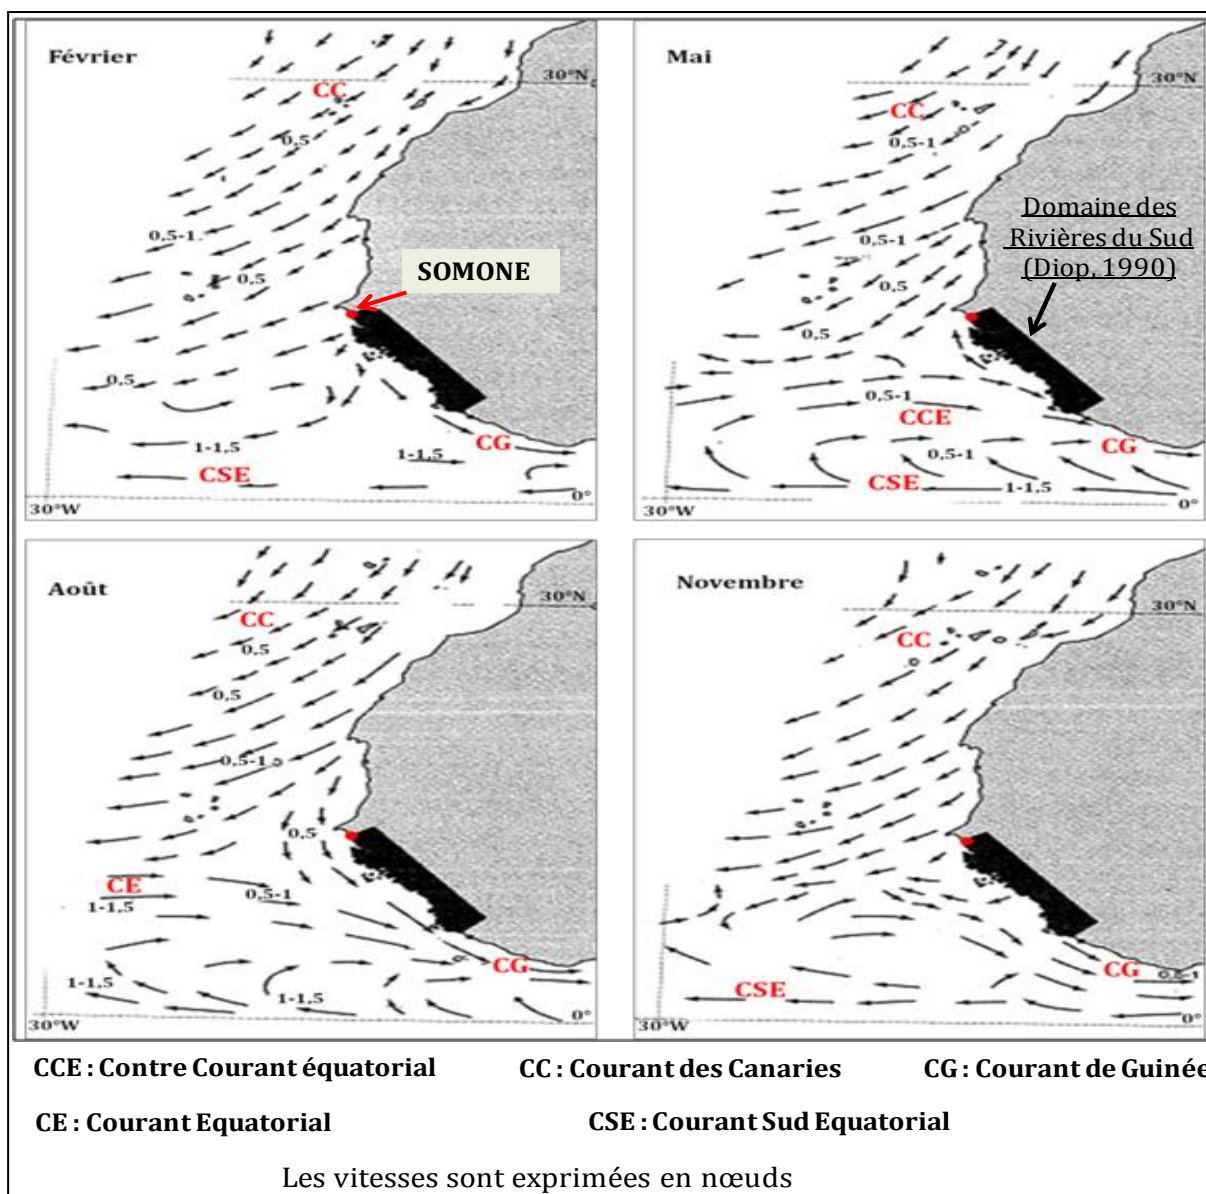 Février
30°N
CC
0,5
0,5-1
0,5
SOMONE
0,5
1-1,5
CSE
1-1,5
CG
0°
30°W
Mai
30°N
CC
0,5-1
Domaine des
Rivières du Sud
(Diop, 1990)
0,5-1
0,5
0,5
0,5-1
CCE
CG
0,5-1
CSE
1-1,5
0°
30°W
Août
30°N
CC
0,5
0,5
0,5-1
0,5
CE
1-1,5
0,5-1
CG
1-1,5
1-1,5
0°
30°W
Novembre
30°N
CC
CG
0,5-1
CSE
0°
30°W
CCE : Contre Courant équatorial
CC : Courant des Canaries
CG : Courant de Guinée
CE : Courant Equatorial
CSE : Courant Sud Equatorial
Les vitesses sont exprimées en nœuds